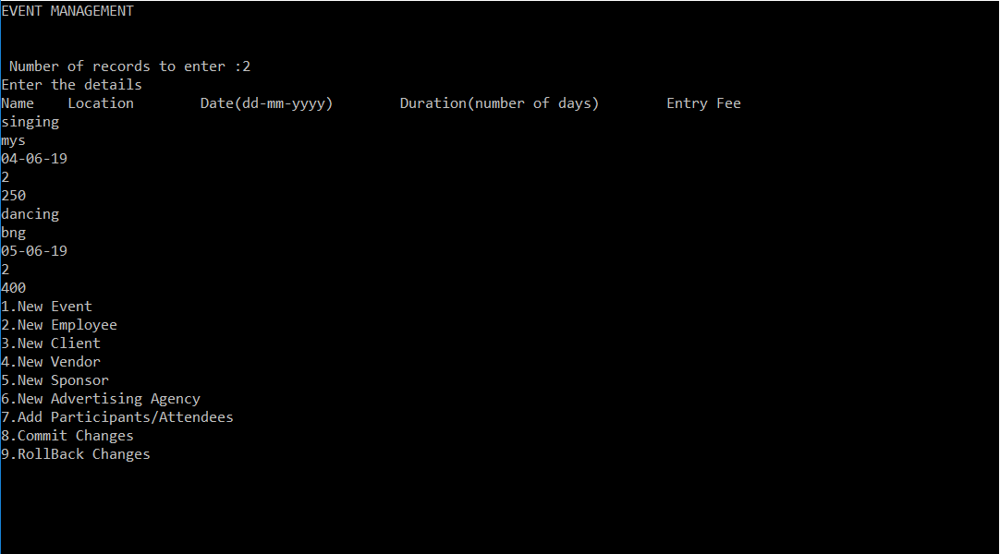 EVENT MANAGEMENT
Number of records to enter :2
Enter the details
Name Location Date(dd-mm-yyyy) Duration(number of days) Entry Fee
singing
mys
04-06-19
2
250
dancing
bng
05-06-19
2
400
1.New Event
2.New Employee
3.New Client
4.New Vendor
5.New Sponsor
6.New Advertising Agency
7.Add Participants/Attendees
8.Commit Changes
9.RollBack Changes